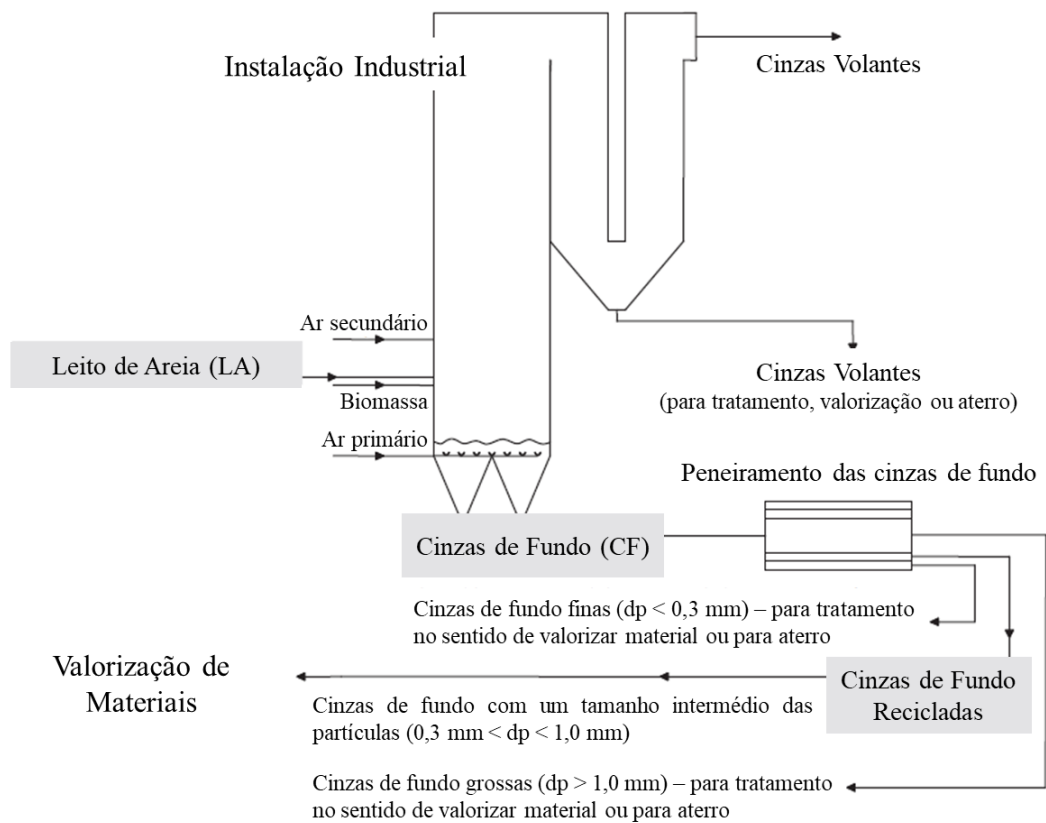 Instalação Industrial
Cinzas Volantes
Ar secundário
Leito de Areia (LA)
Biomassa
Cinzas Volantes
(para tratamento, valorização ou aterro)
Ar primário
Peneiramento das cinzas de fundo
Cinzas de Fundo (CF)
Cinzas de fundo finas (dp < 0,3 mm) – para tratamento
no sentido de valorizar material ou para aterro
Valorização de
Materiais
Cinzas de Fundo
Recicladas
Cinzas de fundo com um tamanho intermédio das
partículas (0,3 mm < dp < 1,0 mm)
Cinzas de fundo grossas (dp > 1,0 mm) – para tratamento
no sentido de valorizar material ou para aterro